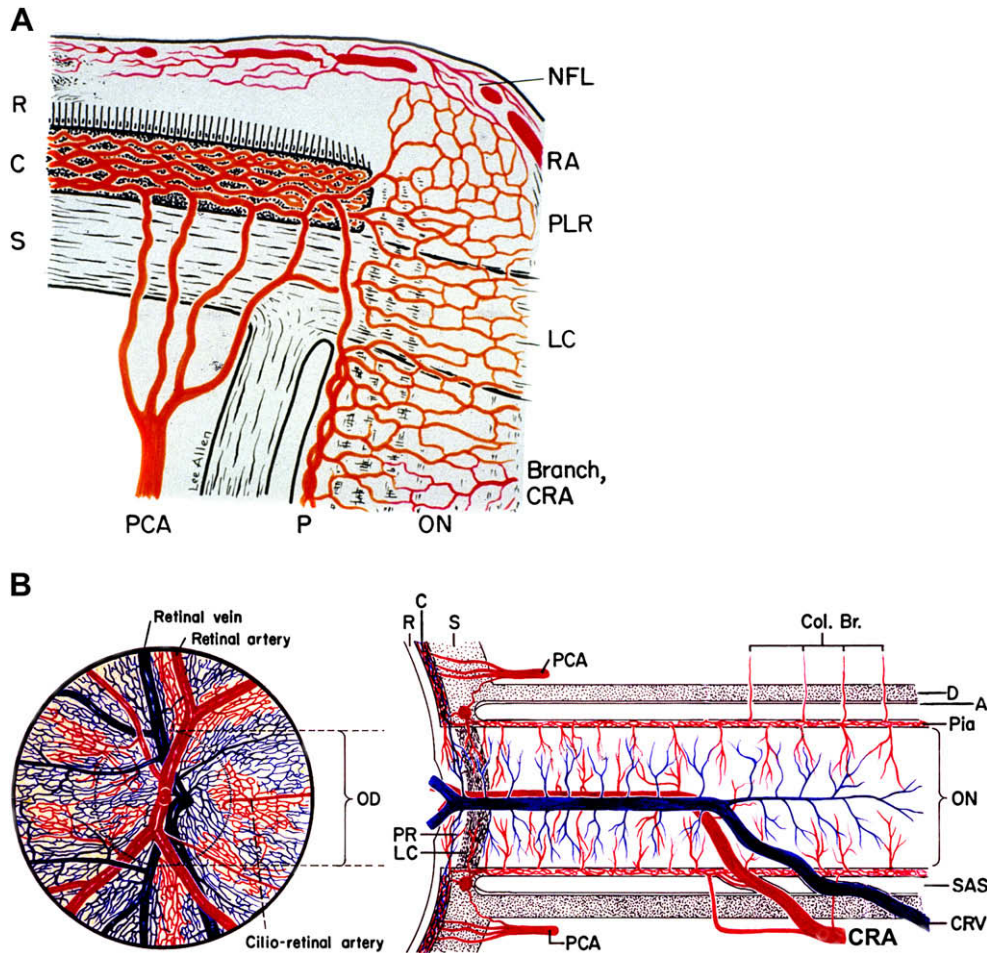 A
NFL
R
RA
C
PLR
S
LC
Lee Allen
Branch,
CRA
PCA
P
ON
B
Retinal vein
Retinal artery
OD
Cilio-retinal artery
C
R
S
Col. Br.
PCA
D
A
Pia
ON
PR
LC
SAS
CRV
PCA
CRA